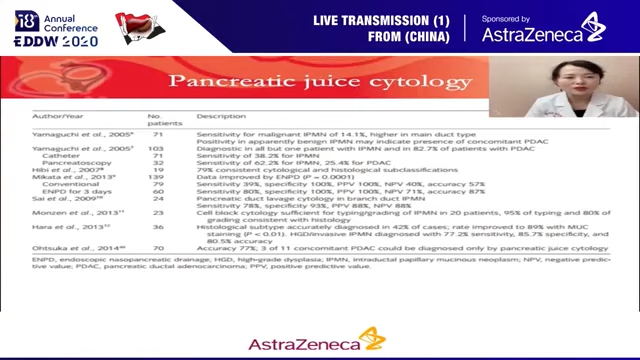 18th
Annual
Conference
EDDW 2020
LIVE TRANSMISSION (1)
FROM (CHINA)
Sponsored by
AstraZeneca
Pancreatic juice cytology
Author/Year No. patients Description
Yamaguchi et al., 2005⁶ 71 Sensitivity for malignant IPMN of 14.1%, higher in main duct type
Positivity in apparently benign IPMN may indicate presence of concomitant PDAC
Yamaguchi et al., 2005⁷ 103 Diagnostic in all but one patient with IPMN and in 82.7% of patients with PDAC
Catheter 71 Sensitivity of 38.2% for IPMN
Pancreatoscopy 32 Sensitivity of 62.2% for IPMN, 25.4% for PDAC
Hibi et al., 2007⁸ 19 79% consistent cytological and histological subclassifications
Mikata et al., 2013⁹ 139 Data improved by ENPD (P = 0.0001)
Conventional 79 Sensitivity 39%, specificity 100%, PPV 100%, NPV 40%, accuracy 57%
ENPD for 3 days 60 Sensitivity 80%, specificity 100%, PPV 100%, NPV 71%, accuracy 87%
Sai et al., 2009¹⁰ 24 Pancreatic duct lavage cytology in branch duct IPMN
Sensitivity 78%, specificity 93%, PPV 88%, NPV 88%
Monzen et al., 2013¹¹ 23 Cell block cytology sufficient for typing/grading of IPMN in 20 patients, 95% of typing and 80% of
grading consistent with histology
Hara et al., 2013¹² 36 Histological subtype accurately diagnosed in 42% of cases; rate improved to 89% with MUC
staining (P < 0.01). HGD/invasive IPMN diagnosed with 77.2% sensitivity, 85.7% specificity, and
80.5% accuracy
Ohtsuka et al., 2014 70 Accuracy 77%; 3 of 11 concomitant PDAC could be diagnosed only by pancreatic juice cytology
ENPD, endoscopic nasopancreatic drainage; HGD, high-grade dysplasia; IPMN, intraductal papillary mucinous neoplasm; NPV, negative predic-
tive value; PDAC, pancreatic ductal adenocarcinoma; PPV, positive predictive value.
AstraZeneca